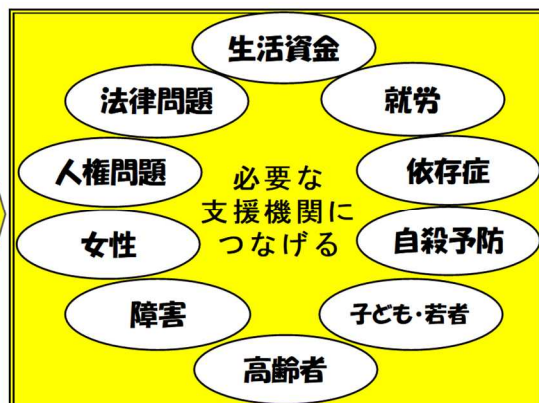 生活資金
法律問題
就労
人権問題
依存症
必要な
支援機関に
つなげる
女性
自殺予防
障害
子ども・若者
高齢者